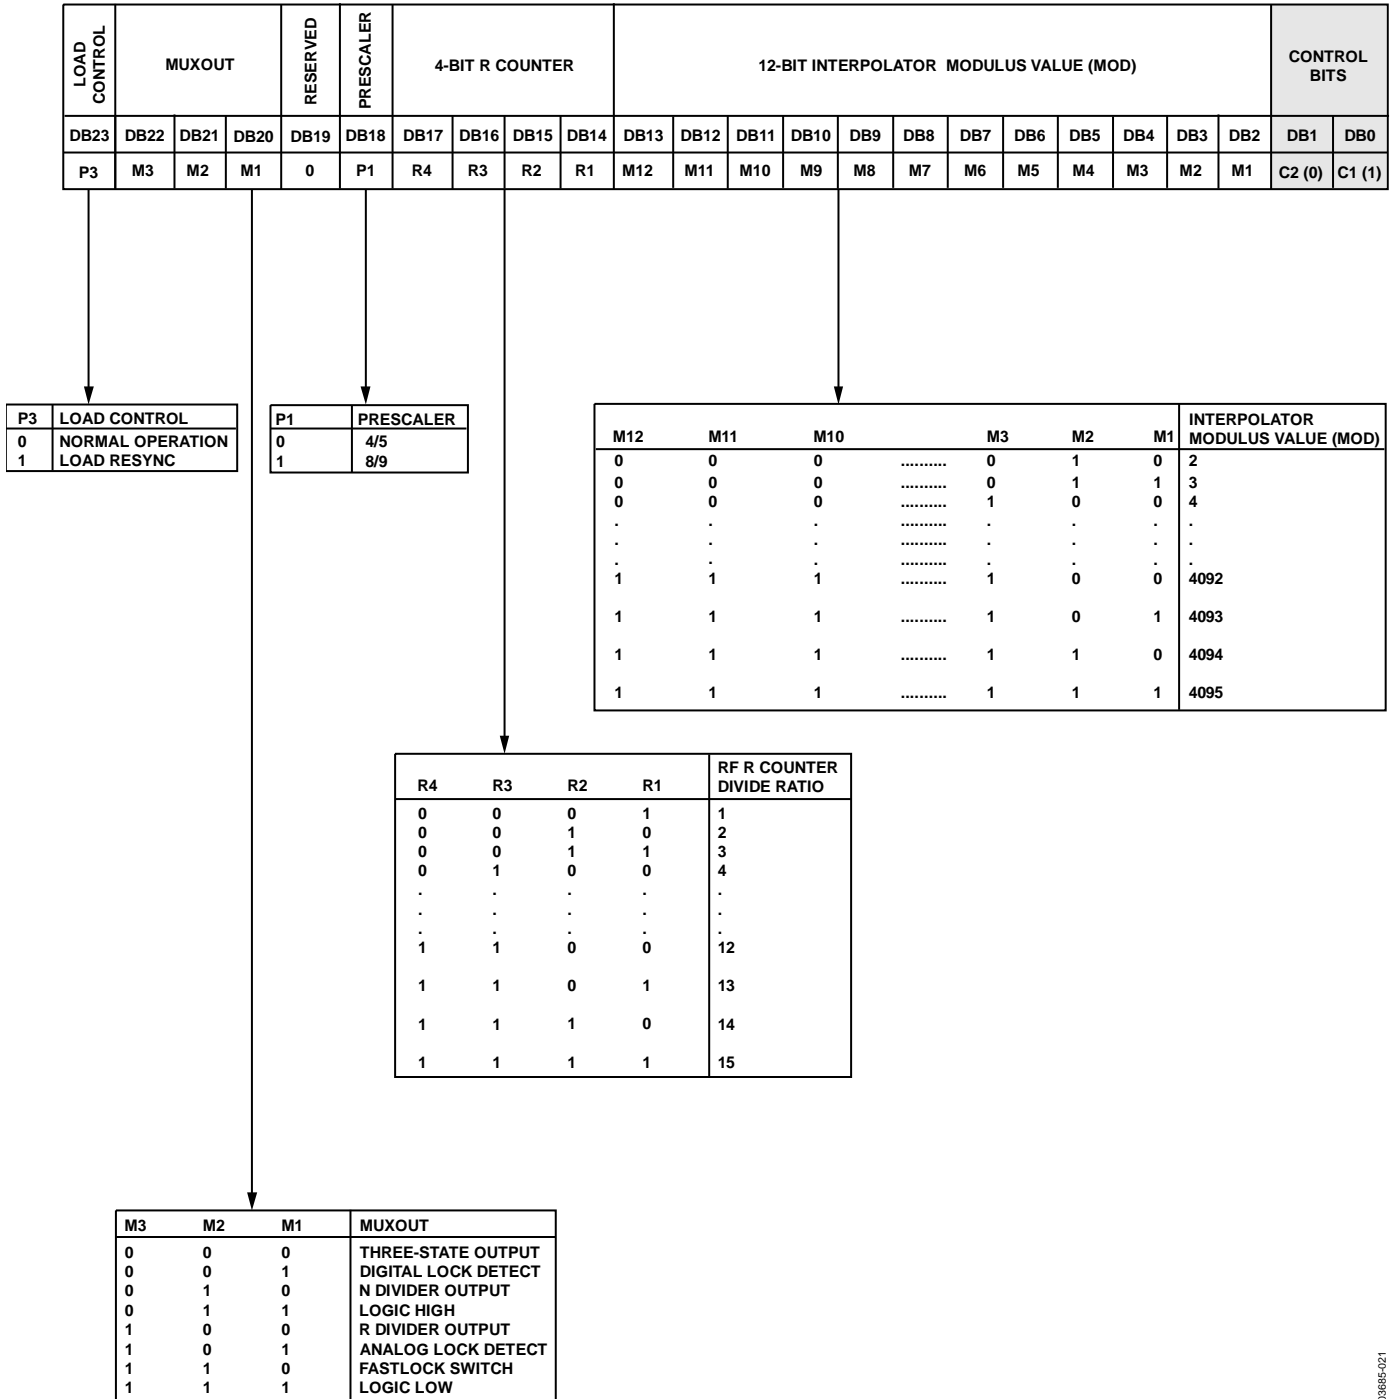 LOAD CONTROL
MUXOUT
RESERVED
PRESCALER
4-BIT R COUNTER
12-BIT INTERPOLATOR MODULUS VALUE (MOD)
CONTROL BITS
DB23 DB22 DB21 DB20 DB19 DB18 DB17 DB16 DB15 DB14 DB13 DB12 DB11 DB10 DB9 DB8 DB7 DB6 DB5 DB4 DB3 DB2 DB1 DB0
P3 M3 M2 M1 0 P1 R4 R3 R2 R1 M12 M11 M10 M9 M8 M7 M6 M5 M4 M3 M2 M1 C2 (0) C1 (1)
P3 LOAD CONTROL
0 NORMAL OPERATION
1 LOAD RESYNC
P1 PRESCALER
0 4/5
1 8/9
M12 M11 M10 M3 M2 M1 INTERPOLATOR MODULUS VALUE (MOD)
0 0 0 .......... 0 1 0 2
0 0 0 .......... 0 1 1 3
0 0 0 .......... 1 0 0 4
. . . .......... . . . .
. . . .......... . . . .
. . . .......... . . . .
1 1 1 .......... 1 0 0 4092
1 1 1 .......... 1 0 1 4093
1 1 1 .......... 1 1 0 4094
1 1 1 .......... 1 1 1 4095
R4 R3 R2 R1 RF R COUNTER DIVIDE RATIO
0 0 0 1 1
0 0 1 0 2
0 0 1 1 3
0 1 0 0 4
. . . . .
. . . . .
. . . . .
1 1 0 0 12
1 1 0 1 13
1 1 1 0 14
1 1 1 1 15
M3 M2 M1 MUXOUT
0 0 0 THREE-STATE OUTPUT
0 0 1 DIGITAL LOCK DETECT
0 1 0 N DIVIDER OUTPUT
0 1 1 LOGIC HIGH
1 0 0 R DIVIDER OUTPUT
1 0 1 ANALOG LOCK DETECT
1 1 0 FASTLOCK SWITCH
1 1 1 LOGIC LOW
03685-021